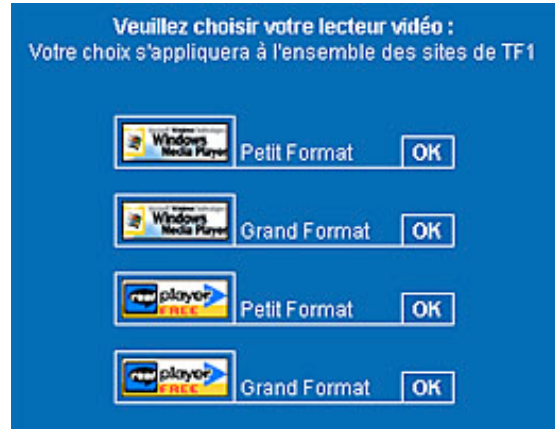 Veuillez choisir votre lecteur vidéo :
Votre choix s'appliquera à l'ensemble des sites de TF1
Windows
Media Player
Petit Format OK
Windows
Media Player
Grand Format OK
real player
FREE
Petit Format OK
real player
FREE
Grand Format OK